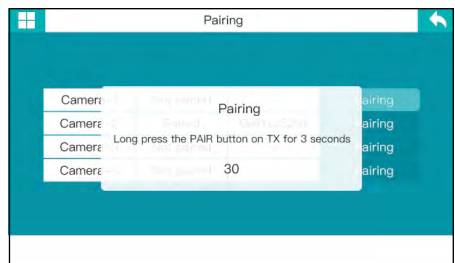 Pairing
Camera
Pairing
airing
Camera
airing
Long press the PAIR button on TX for 3 seconds
Camera
airing
Camera
30
airing